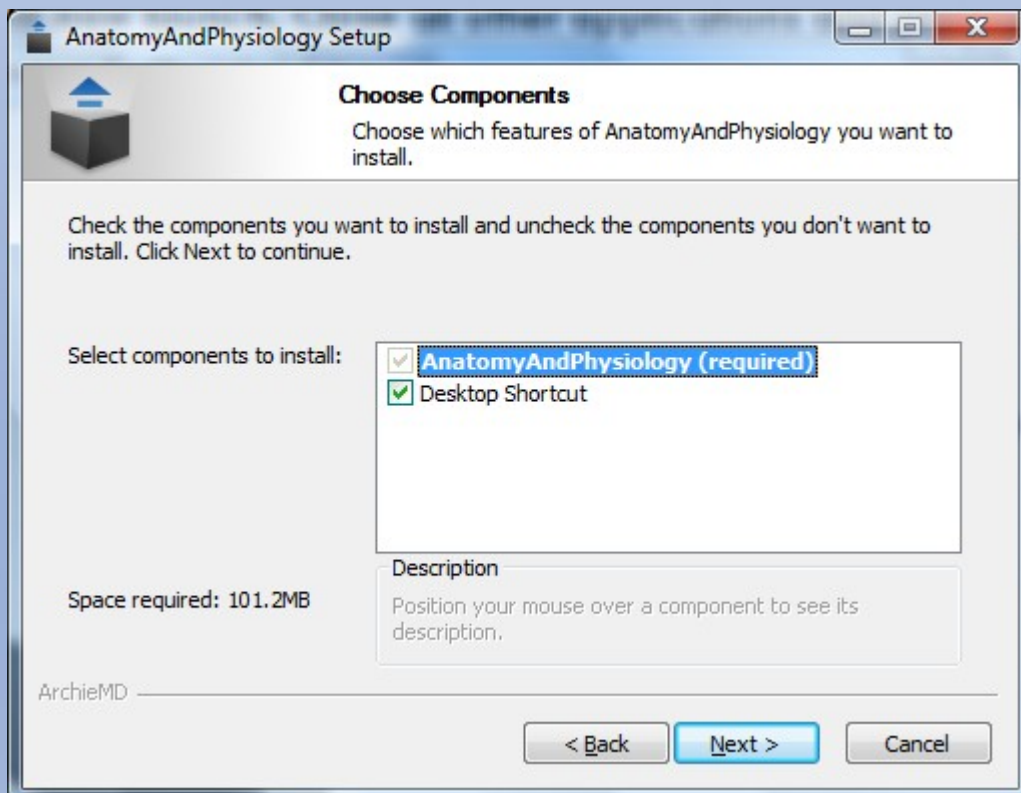 AnatomyAndPhysiology Setup
Choose Components
Choose which features of AnatomyAndPhysiology you want to
install.
Check the components you want to install and uncheck the components you don't want to
install. Click Next to continue.
Select components to install:
AnatomyAndPhysiology (required)
Desktop Shortcut
Space required: 101.2MB
Description
Position your mouse over a component to see its
description.
ArchieMD
< Back
Next >
Cancel